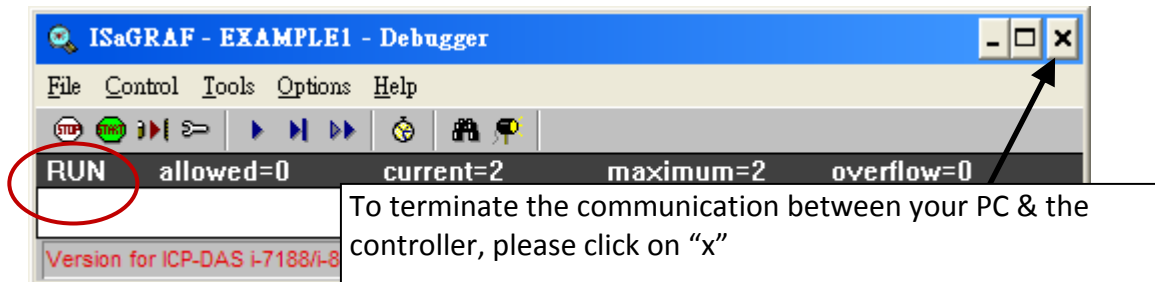 ISaGRAF - EXAMPLE1 - Debugger
File Control Tools Options Help
STOP START
RUN allowed=0 current=2 maximum=2 overflow=0
To terminate the communication between your PC & the
controller, please click on “x”
Version for ICP-DAS i-7188/i-8